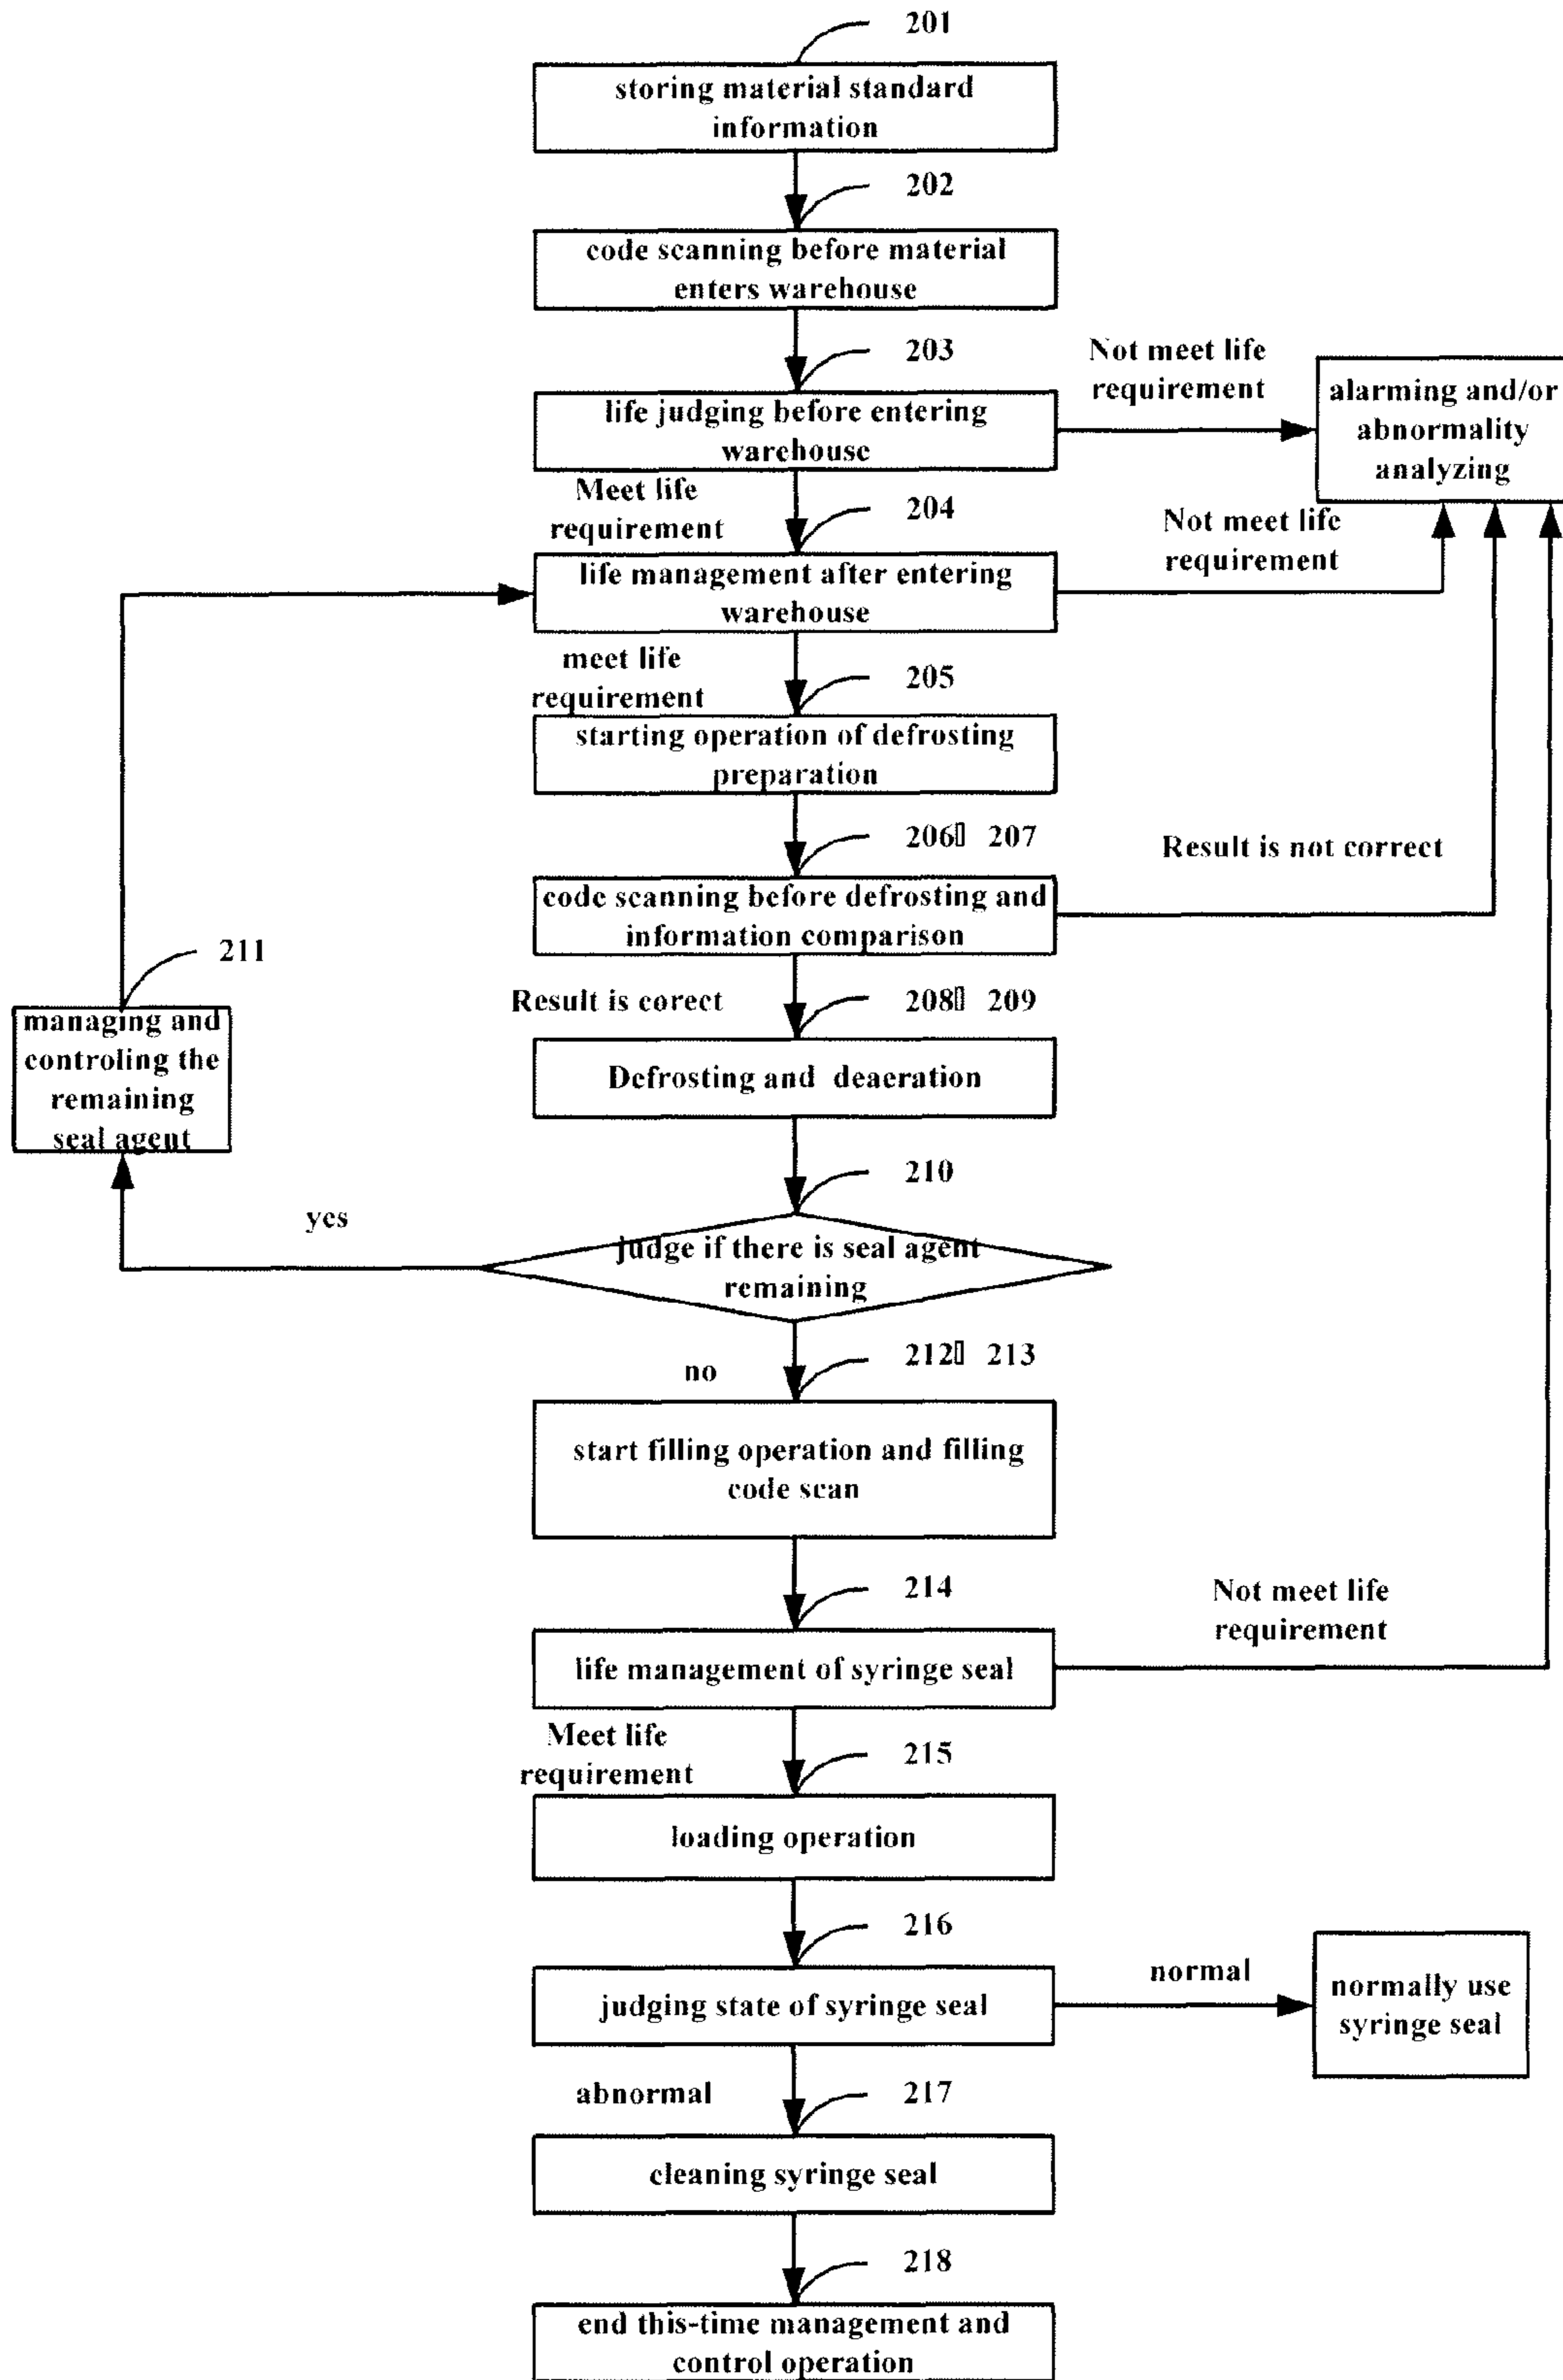 201
storing material standard
information
202
code scanning before material
enters warehouse
203
life judging before entering
warehouse
Not meet life
requirement
alarming and/or
abnormality
analyzing
Meet life
requirement
204
life management after entering
warehouse
Not meet life
requirement
meet life
requirement
205
starting operation of defrosting
preparation
206▯ 207
code scanning before defrosting and
information comparison
Result is not correct
211
managing and
controling the
remaining
seal agent
Result is corect
208▯ 209
Defrosting and deaeration
210
yes
judge if there is seal agent
remaining
no
212▯ 213
start filling operation and filling
code scan
214
life management of syringe seal
Not meet life
requirement
Meet life
requirement
215
loading operation
216
judging state of syringe seal
normal
normally use
syringe seal
abnormal
217
cleaning syringe seal
218
end this-time management and
control operation